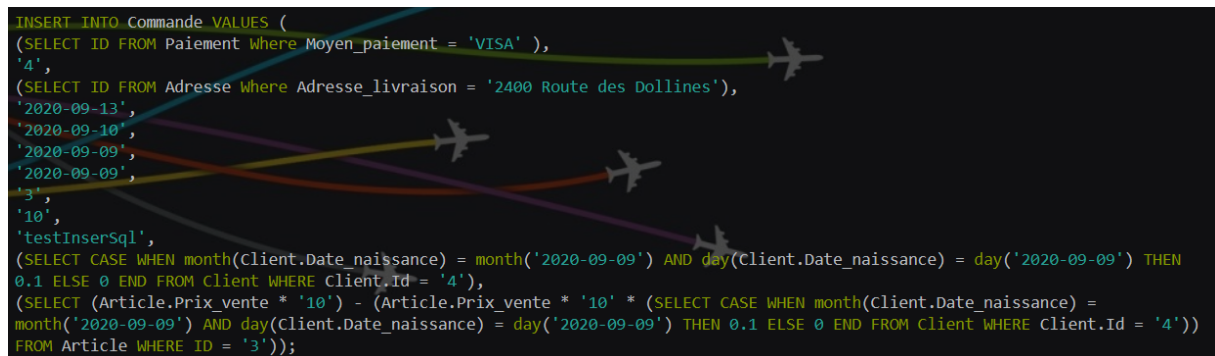 INSERT INTO Commande VALUES (
(SELECT ID FROM Paiement Where Moyen_paiement = 'VISA' ),
'4',
(SELECT ID FROM Adresse Where Adresse_livraison = '2400 Route des Dollines'),
'2020-09-13',
'2020-09-10',
'2020-09-09',
'2020-09-09',
'3',
'10',
'testInserSql',
(SELECT CASE WHEN month(Client.Date_naissance) = month('2020-09-09') AND day(Client.Date_naissance) = day('2020-09-09') THEN
0.1 ELSE 0 END FROM Client WHERE Client.Id = '4'),
(SELECT (Article.Prix_vente * '10') - (Article.Prix_vente * '10' * (SELECT CASE WHEN month(Client.Date_naissance) =
month('2020-09-09') AND day(Client.Date_naissance) = day('2020-09-09') THEN 0.1 ELSE 0 END FROM Client WHERE Client.Id = '4'))
FROM Article WHERE ID = '3'));